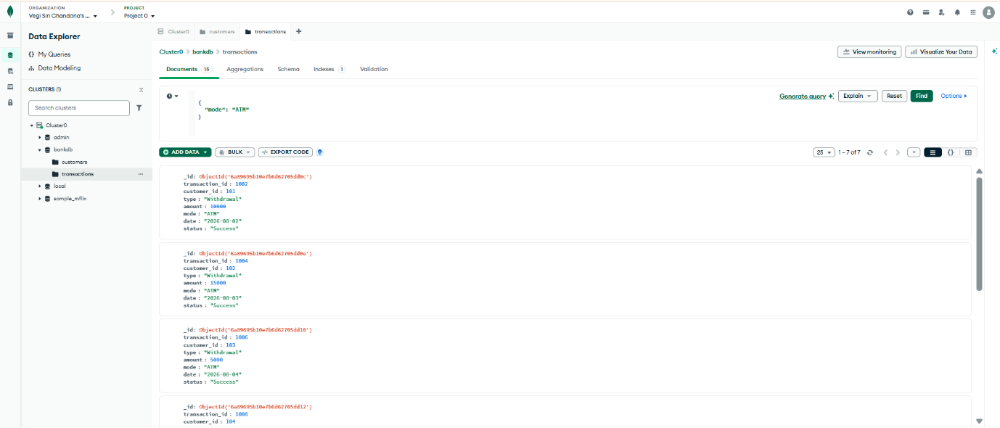 ORGANIZATION
Vegi Siri Chandana's ...
PROJECT
Project 0
Data Explorer
My Queries
Data Modeling
CLUSTERS (1)
Search clusters
Cluster0
admin
bankdb
customers
transactions
local
sample_mflix
Cluster0 customers transactions
Cluster0 > bankdb > transactions
View monitoring Visualize Your Data
Documents 15 Aggregations Schema Indexes 1 Validation
{
"mode": "ATM"
}
Generate query Explain Reset Find Options
ADD DATA BULK EXPORT CODE
25 1 – 7 of 7
_id: ObjectId('6a89695b10e7b6d62705dd0c')
transaction_id : 1002
customer_id : 101
type : "Withdrawal"
amount : 10000
mode : "ATM"
date : "2026-08-02"
status : "Success"
_id: ObjectId('6a89695b10e7b6d62705dd0e')
transaction_id : 1004
customer_id : 102
type : "Withdrawal"
amount : 15000
mode : "ATM"
date : "2026-08-03"
status : "Success"
_id: ObjectId('6a89695b10e7b6d62705dd10')
transaction_id : 1006
customer_id : 103
type : "Withdrawal"
amount : 5000
mode : "ATM"
date : "2026-08-04"
status : "Success"
_id: ObjectId('6a89695b10e7b6d62705dd12')
transaction_id : 1008
customer_id : 104